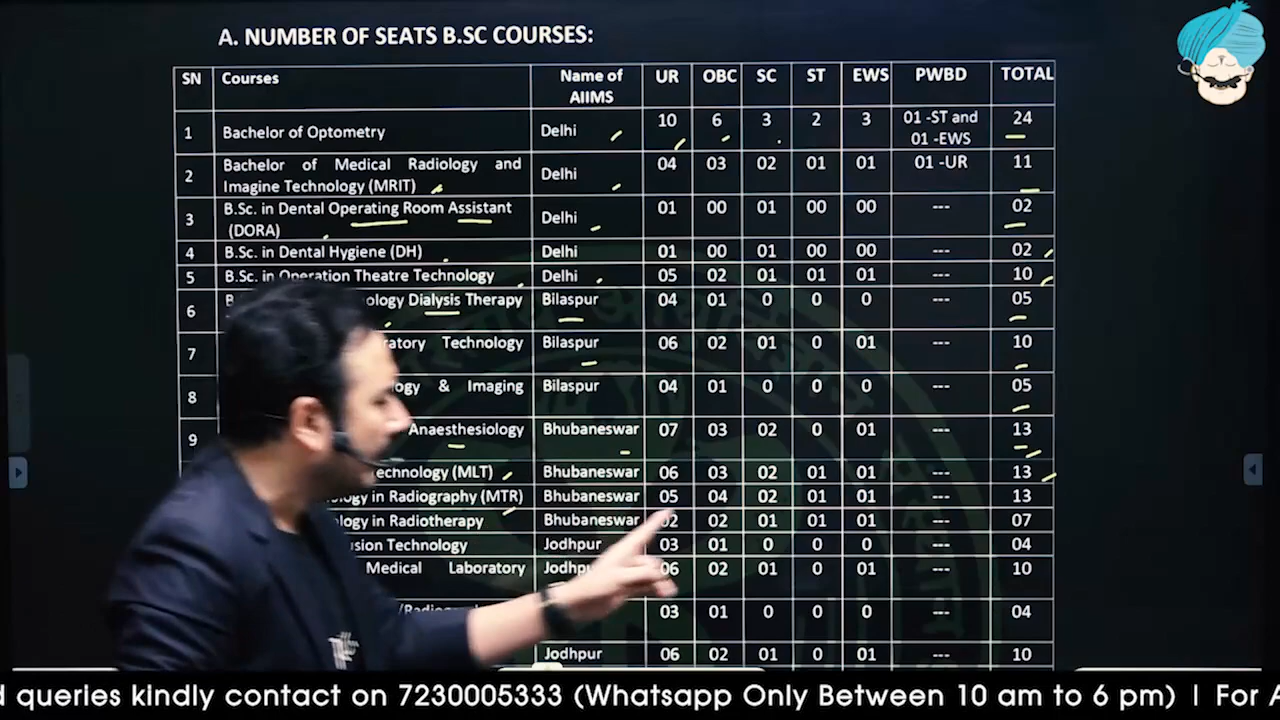 A. NUMBER OF SEATS B.SC COURSES:
SN Courses Name of AIIMS UR OBC SC ST EWS PWBD TOTAL
1 Bachelor of Optometry Delhi 10 6 3 2 3 01 -ST and 01 -EWS 24
2 Bachelor of Medical Radiology and Imagine Technology (MRIT) Delhi 04 03 02 01 01 01 -UR 11
3 B.Sc. in Dental Operating Room Assistant (DORA) Delhi 01 00 01 00 00 --- 02
4 B.Sc. in Dental Hygiene (DH) Delhi 01 00 01 00 00 --- 02
5 B.Sc. in Operation Theatre Technology Delhi 05 02 01 01 01 --- 10
6 Dialysis Therapy Bilaspur 04 01 0 0 0 --- 05
7 Technology Bilaspur 06 02 01 0 01 --- 10
8 & Imaging Bilaspur 04 01 0 0 0 --- 05
9 Anaesthesiology Bhubaneswar 07 03 02 0 01 --- 13
(MLT) Bhubaneswar 06 03 02 01 01 --- 13
in Radiography (MTR) Bhubaneswar 05 04 02 01 01 --- 13
in Radiotherapy Bhubaneswar 02 02 01 01 01 --- 07
Technology Jodhpur 03 01 0 0 0 --- 04
Medical Laboratory 06 02 01 0 01 --- 10
03 01 0 0 0 --- 04
Jodhpur 06 02 01 0 01 --- 10
queries kindly contact on 7230005333 (Whatsapp Only Between 10 am to 6 pm) I For